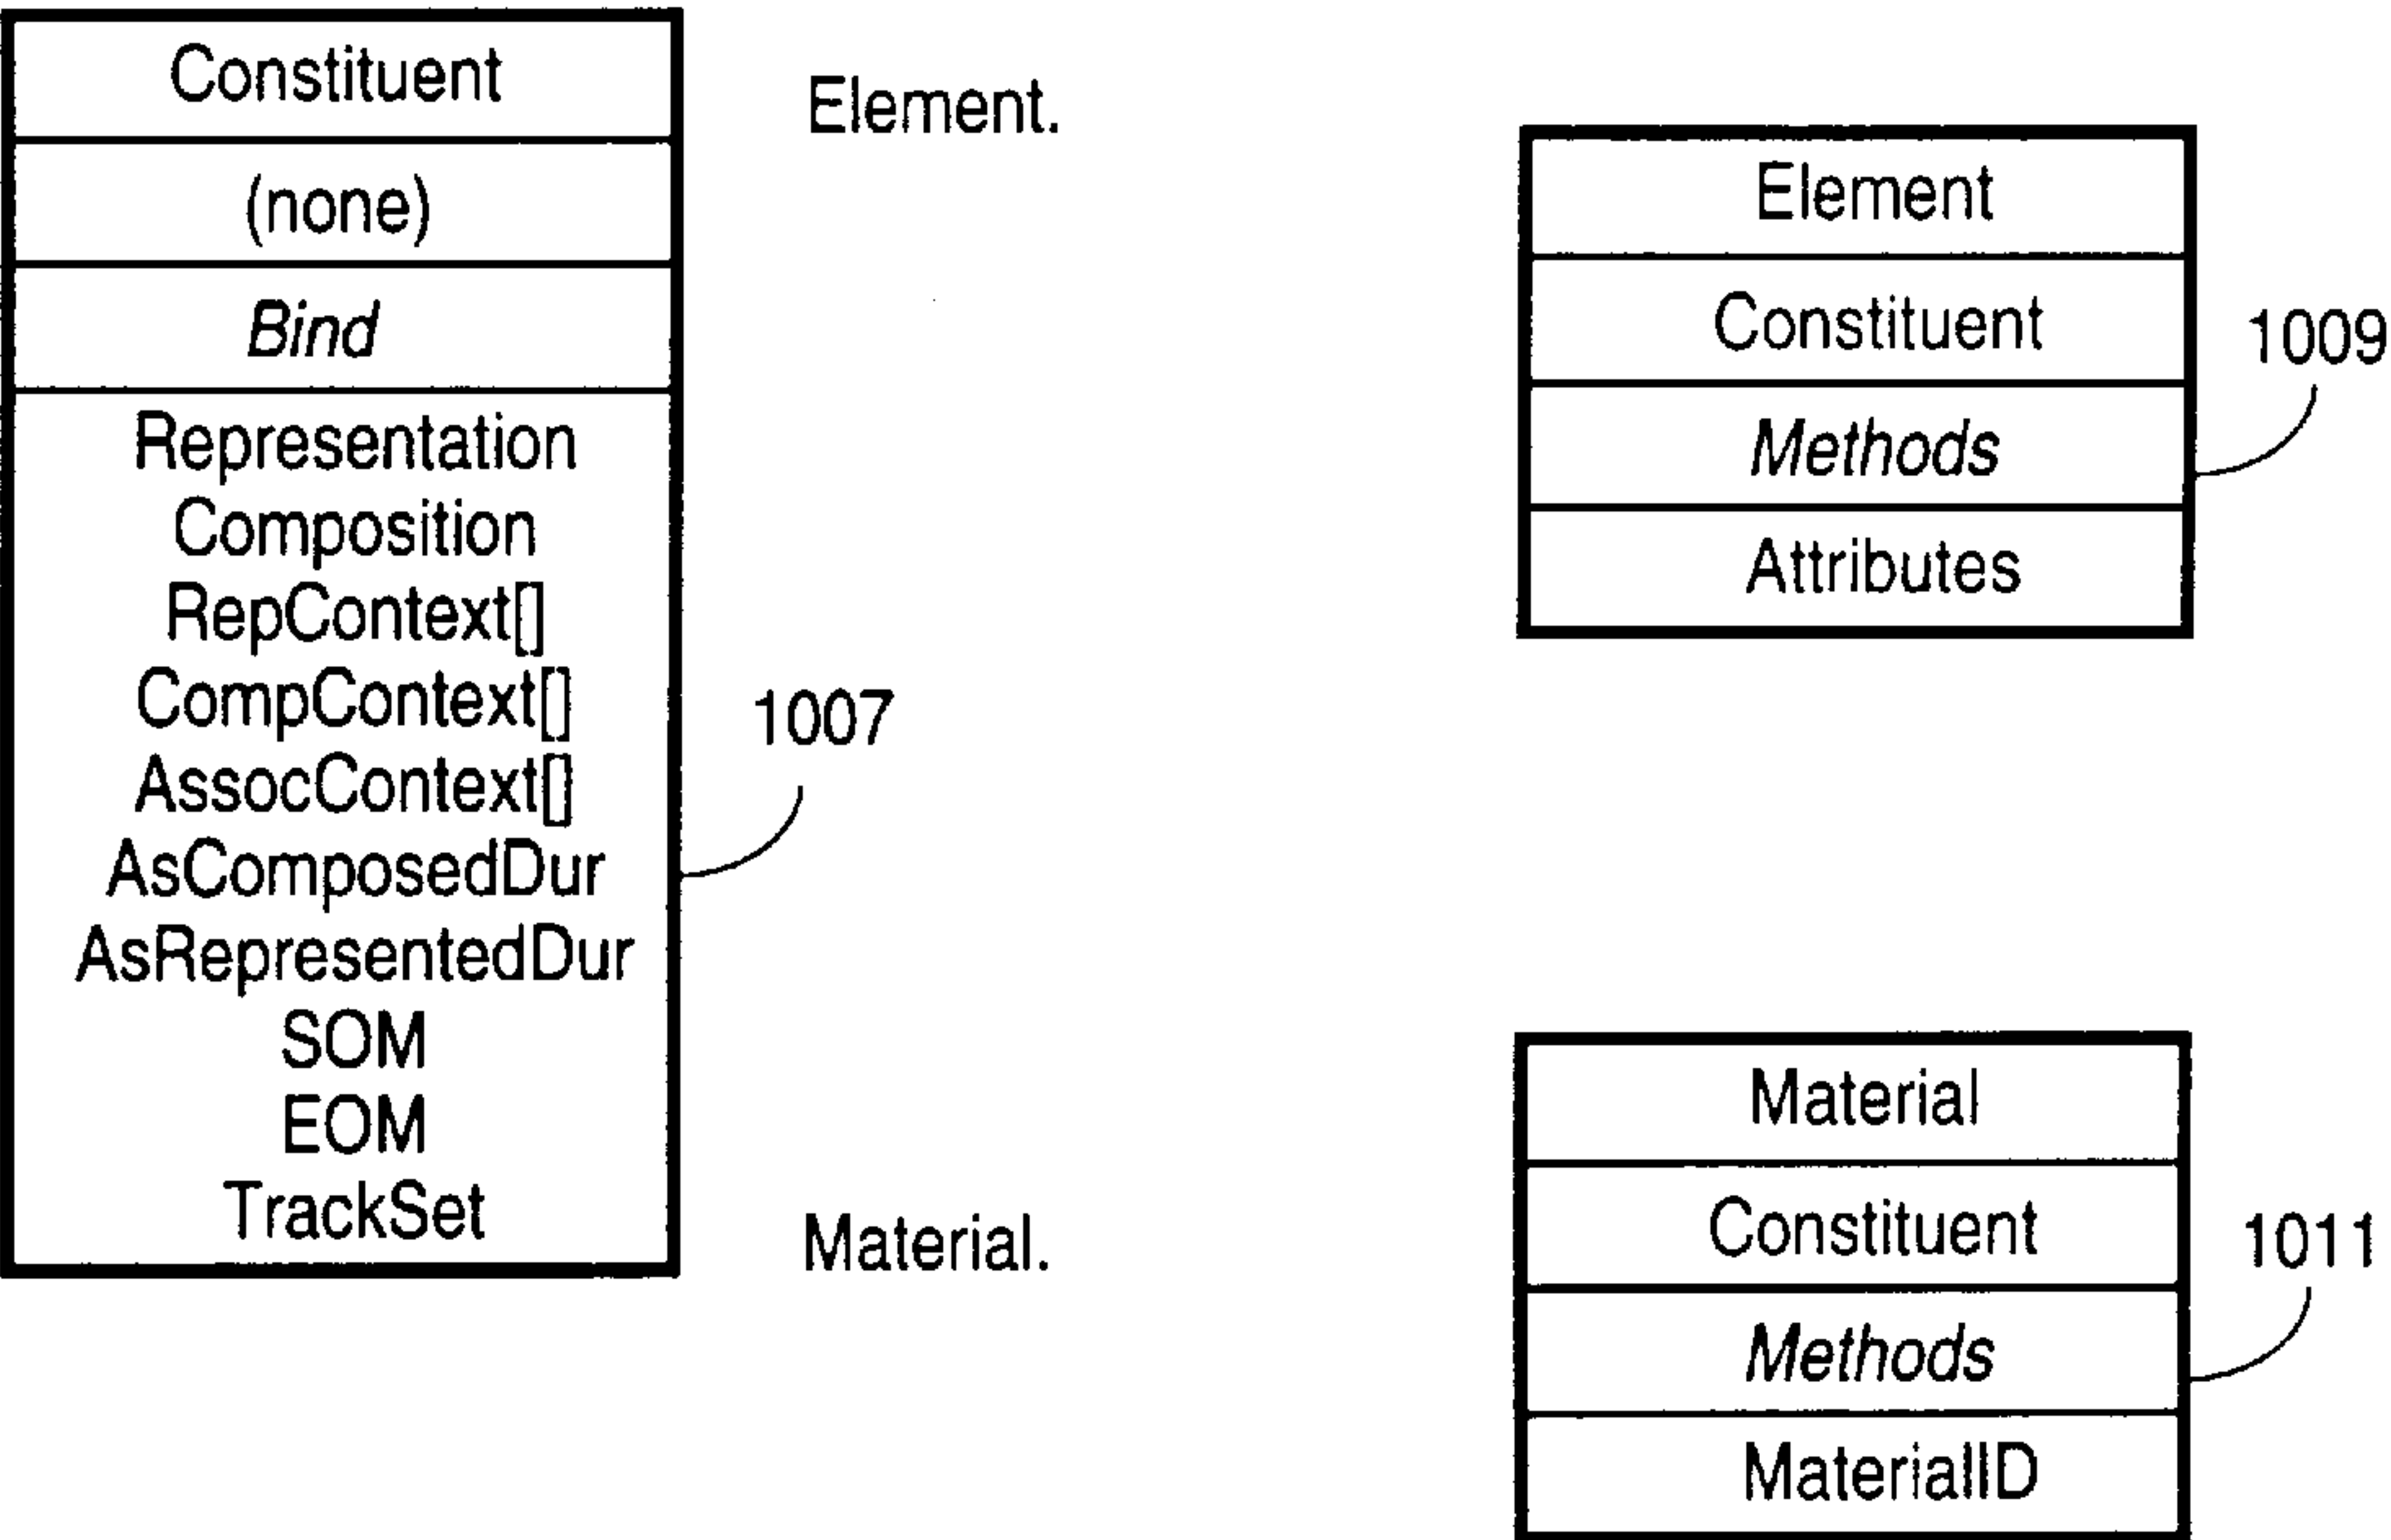 Constituent
(none)
Bind
Representation
Composition
RepContext[]
CompContext[]
AssocContext[]
AsComposedDur
AsRepresentedDur
SOM
EOM
TrackSet
1007
Element.
Element
Constituent
Methods
Attributes
1009
Material.
Material
Constituent
Methods
MaterialID
1011